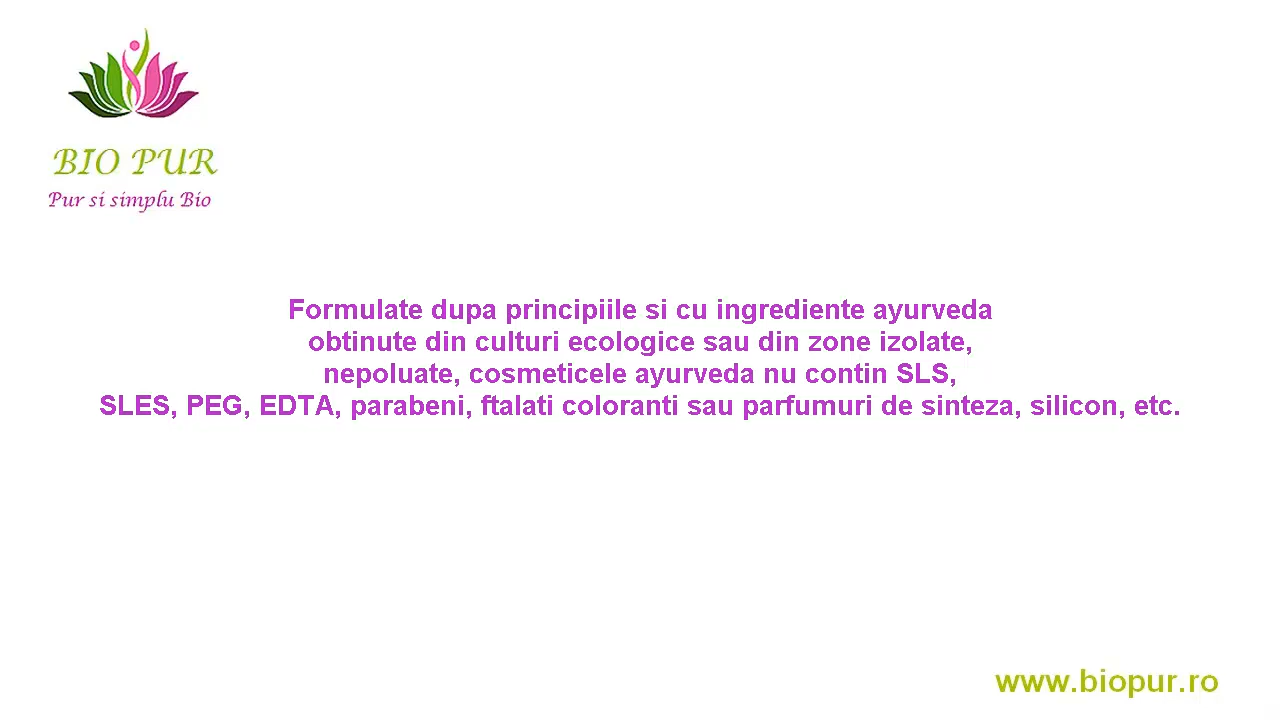 BIO PUR
Pur si simplu Bio
Formulate dupa principiile si cu ingrediente ayurveda
obtinute din culturi ecologice sau din zone izolate,
nepoluate, cosmeticele ayurveda nu contin SLS,
SLES, PEG, EDTA, parabeni, ftalati coloranti sau parfumuri de sinteza, silicon, etc.
www.biopur.ro